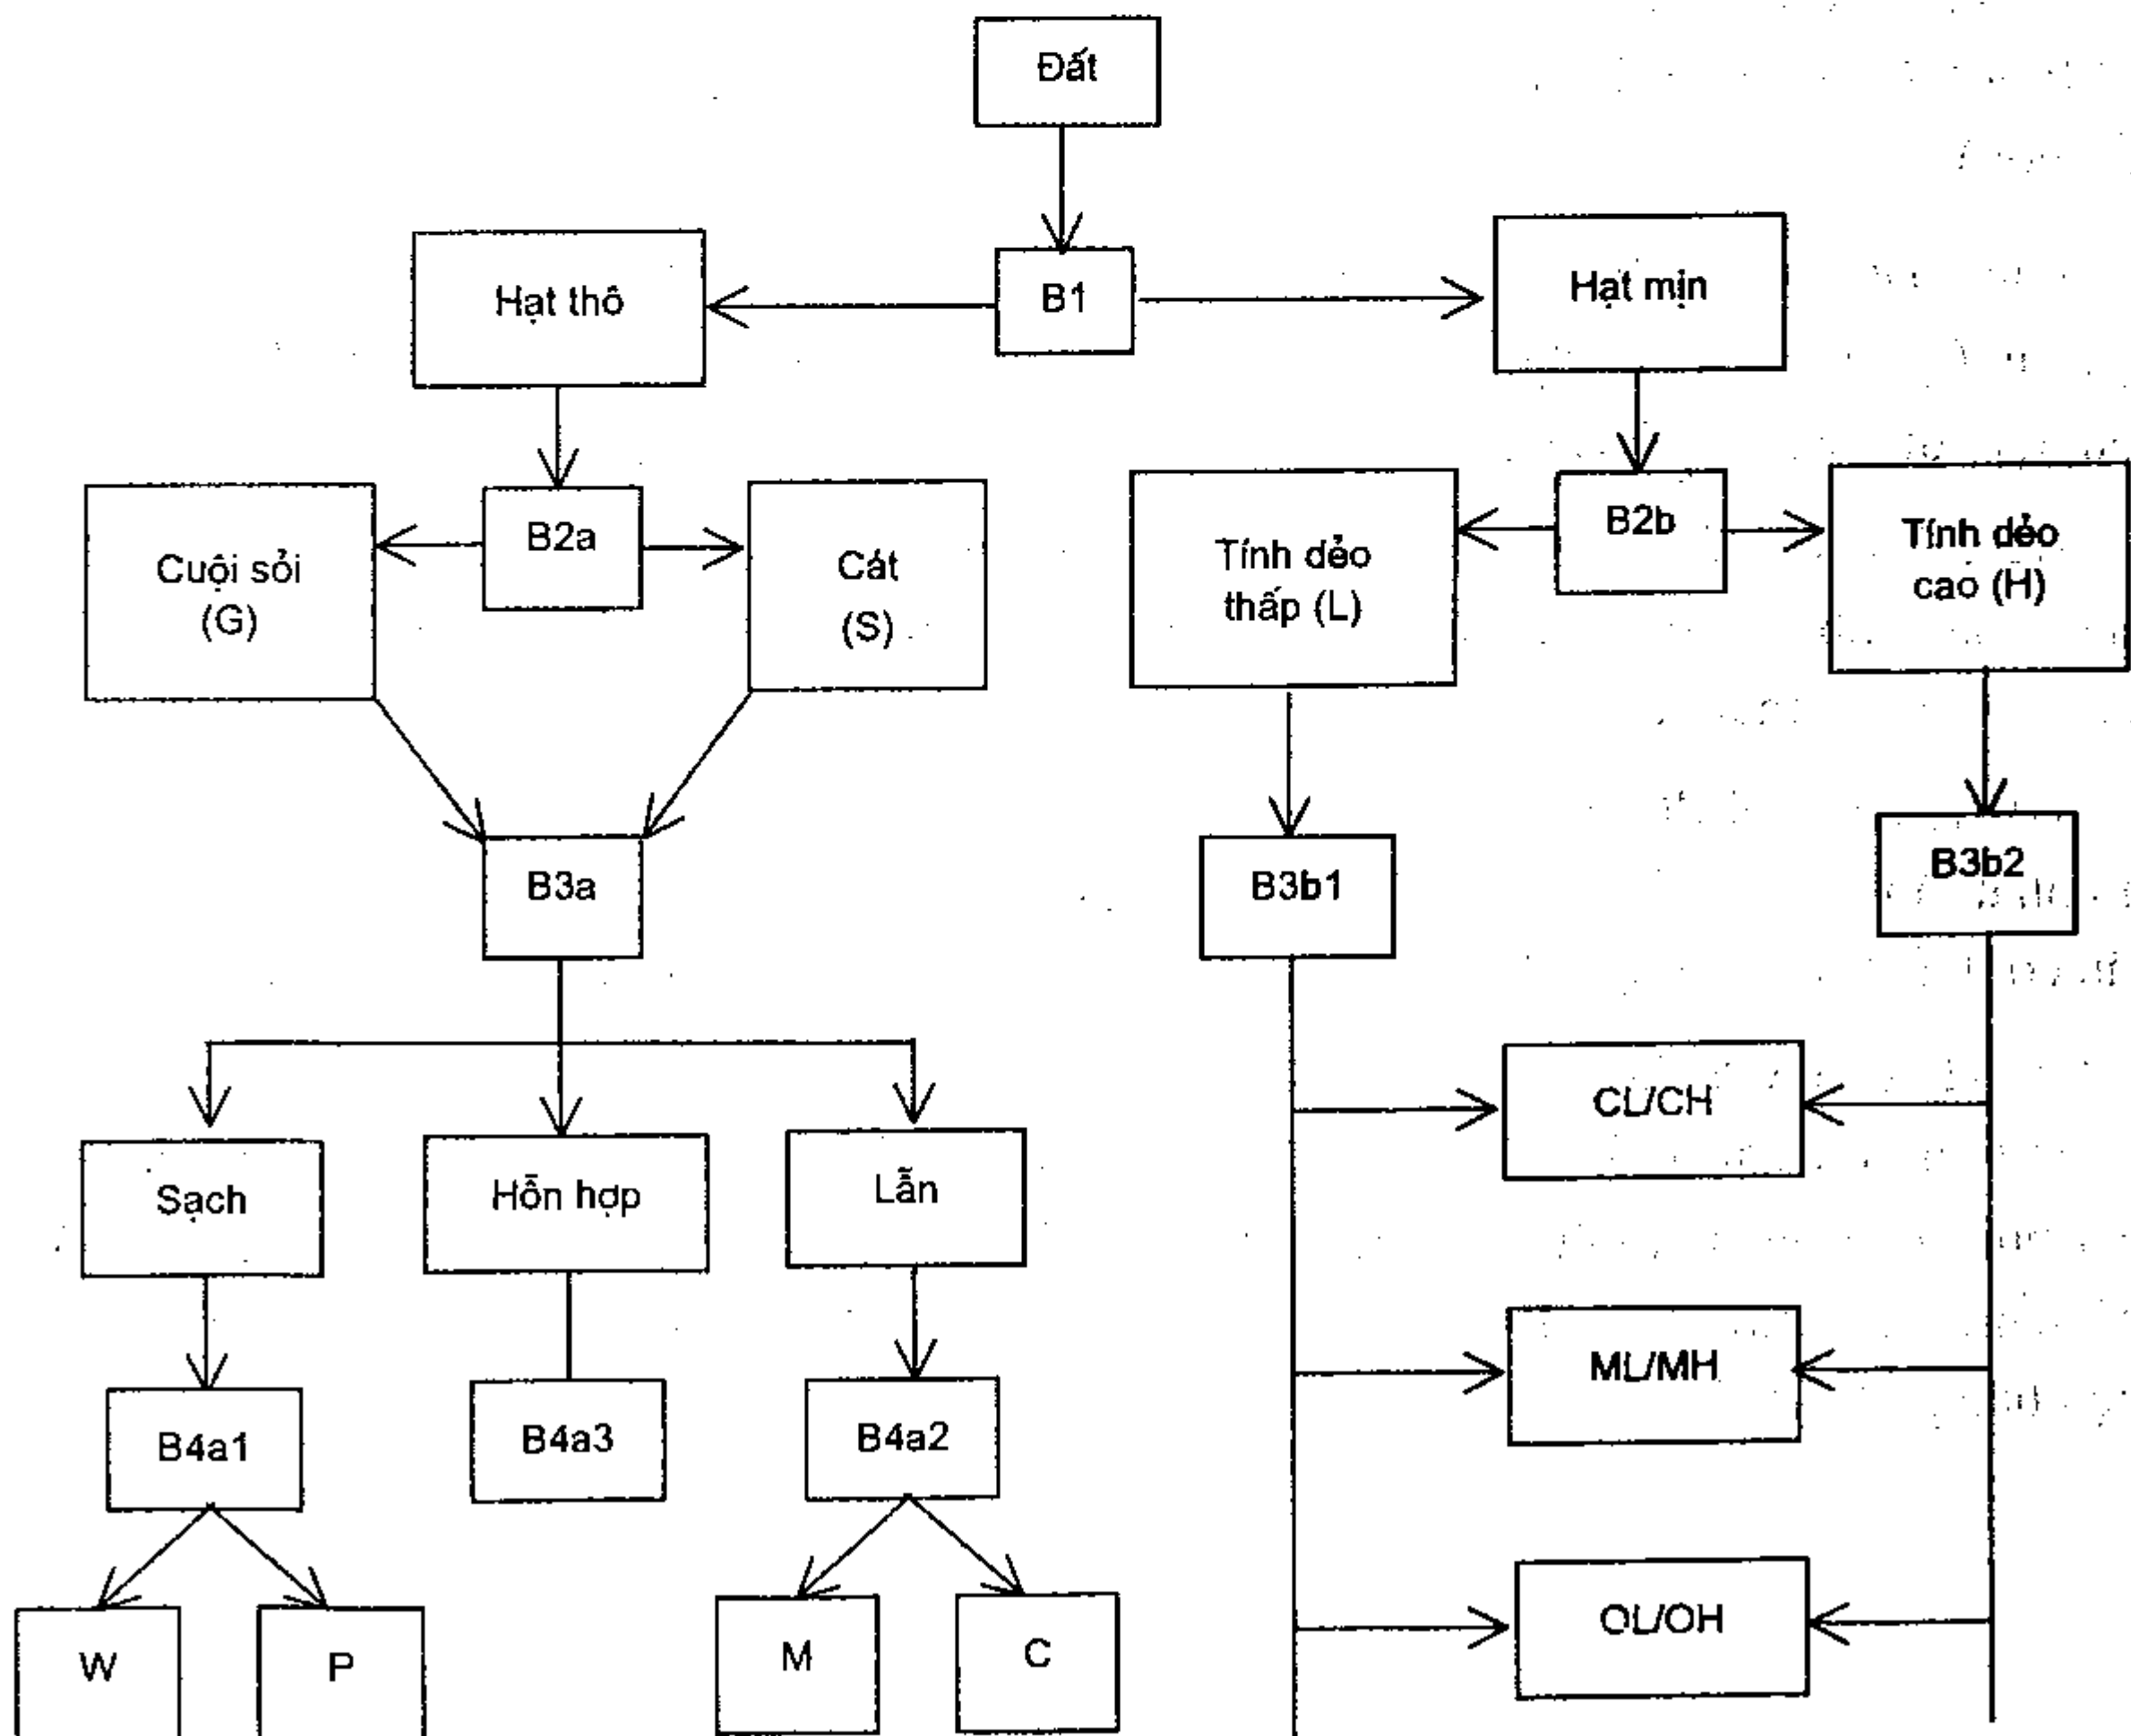 Đất
Hạt thô
B1
Hạt mịn
Cuội sỏi
(G)
B2a
Cát
(S)
Tính dẻo
thấp (L)
B2b
Tính dẻo
cao (H)
B3a
B3b1
B3b2
Sạch
Hỗn hợp
Lẫn
CL/CH
B4a1
B4a3
B4a2
ML/MH
W
P
M
C
OL/OH